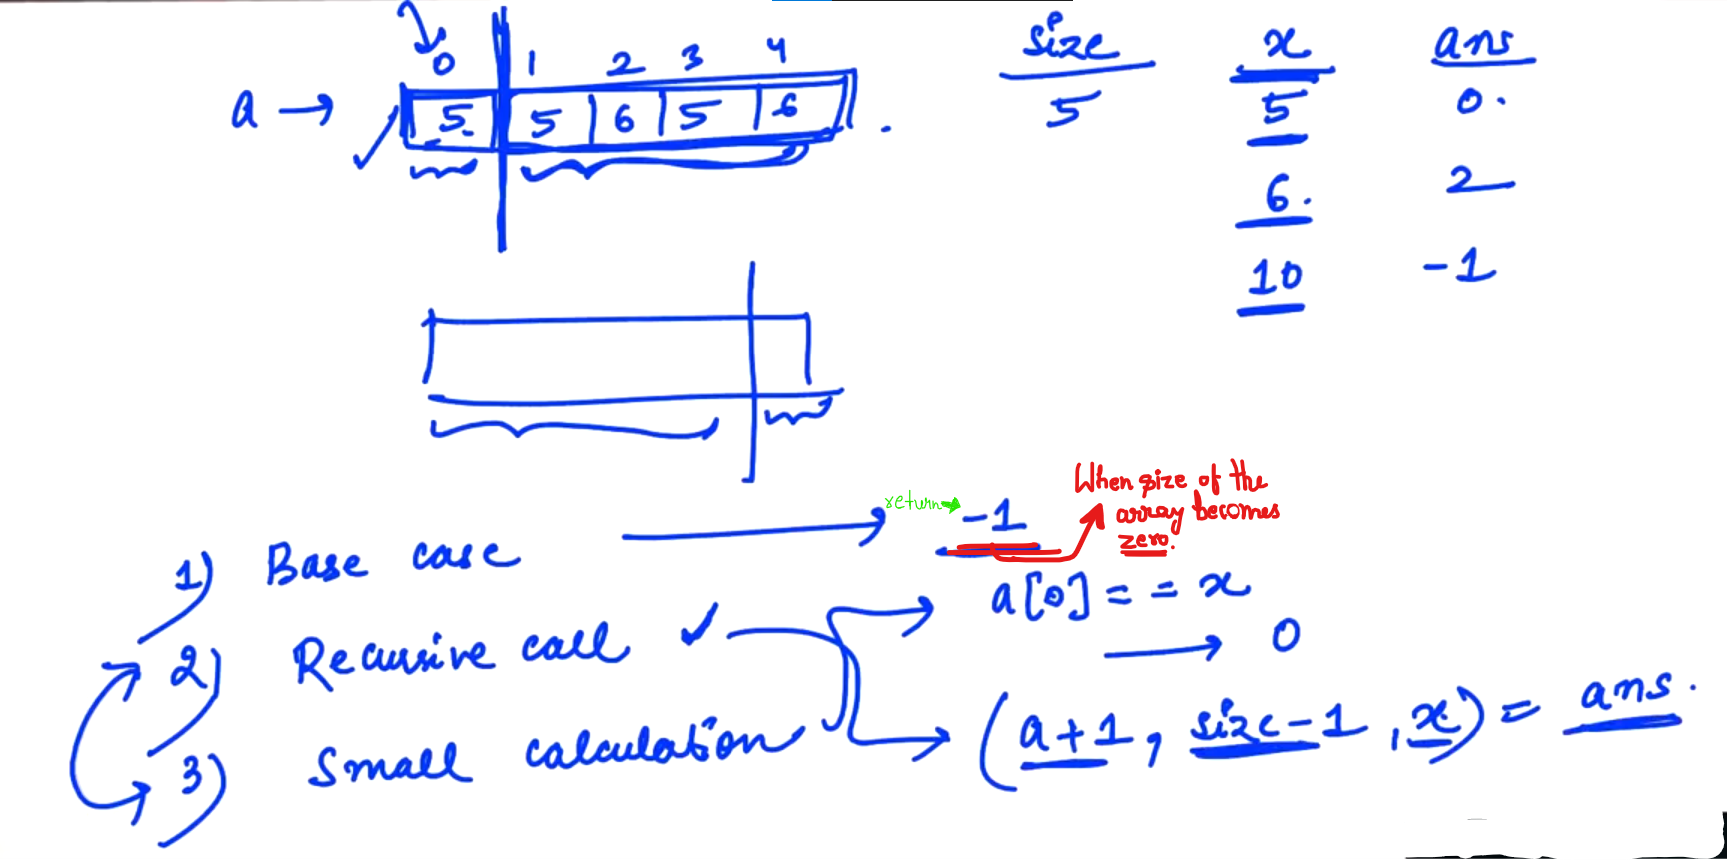 0 1 2 3 4 size x ans
a → 5 5 6 5 6 . 5 5 0.
6. 2
10 -1
When size of the
array becomes
zero.
return→ -1
1) Base case
a[0] = = x
→ 0
2) Recursive call ✓
3) Small calculation
(a+1, size-1, x) = ans.